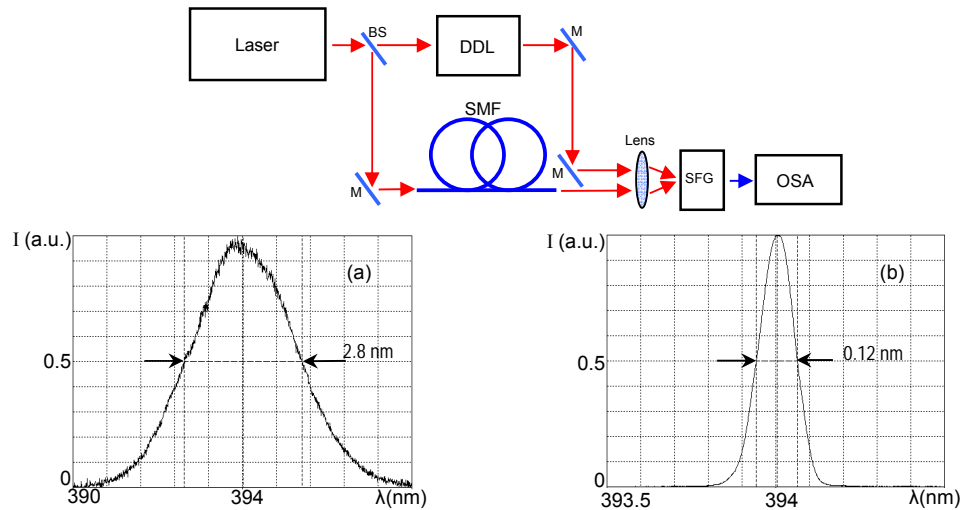 Laser
BS
DDL
M
SMF
Lens
M
M
SFG
OSA
I (a.u.)
(a)
0.5
2.8 nm
0
390
394
λ(nm)
I (a.u.)
(b)
0.5
0.12 nm
0
393.5
394
λ(nm)